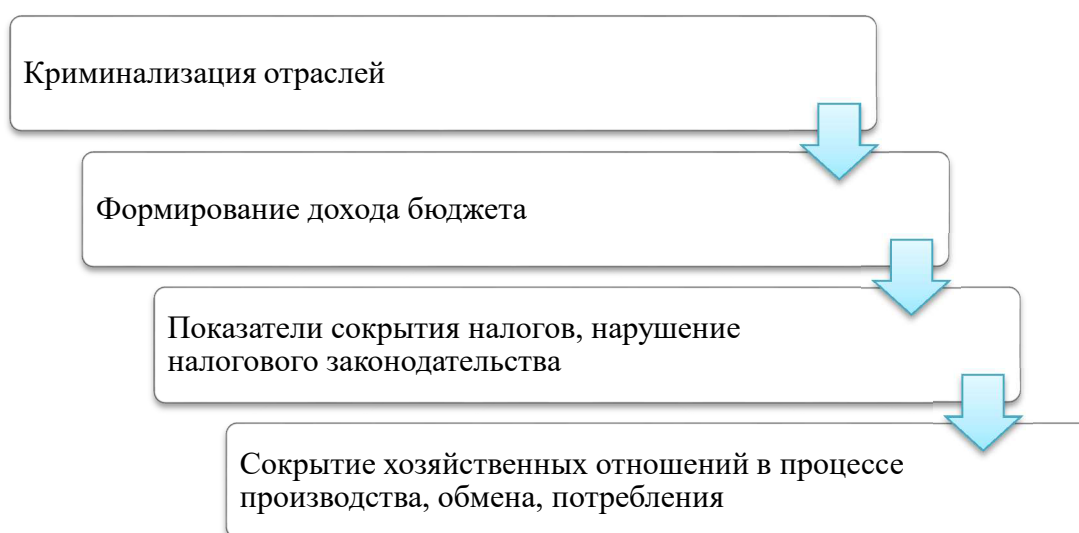 Криминализация отраслей
Формирование дохода бюджета
Показатели сокрытия налогов, нарушение
налогового законодательства
Сокрытие хозяйственных отношений в процессе
производства, обмена, потребления